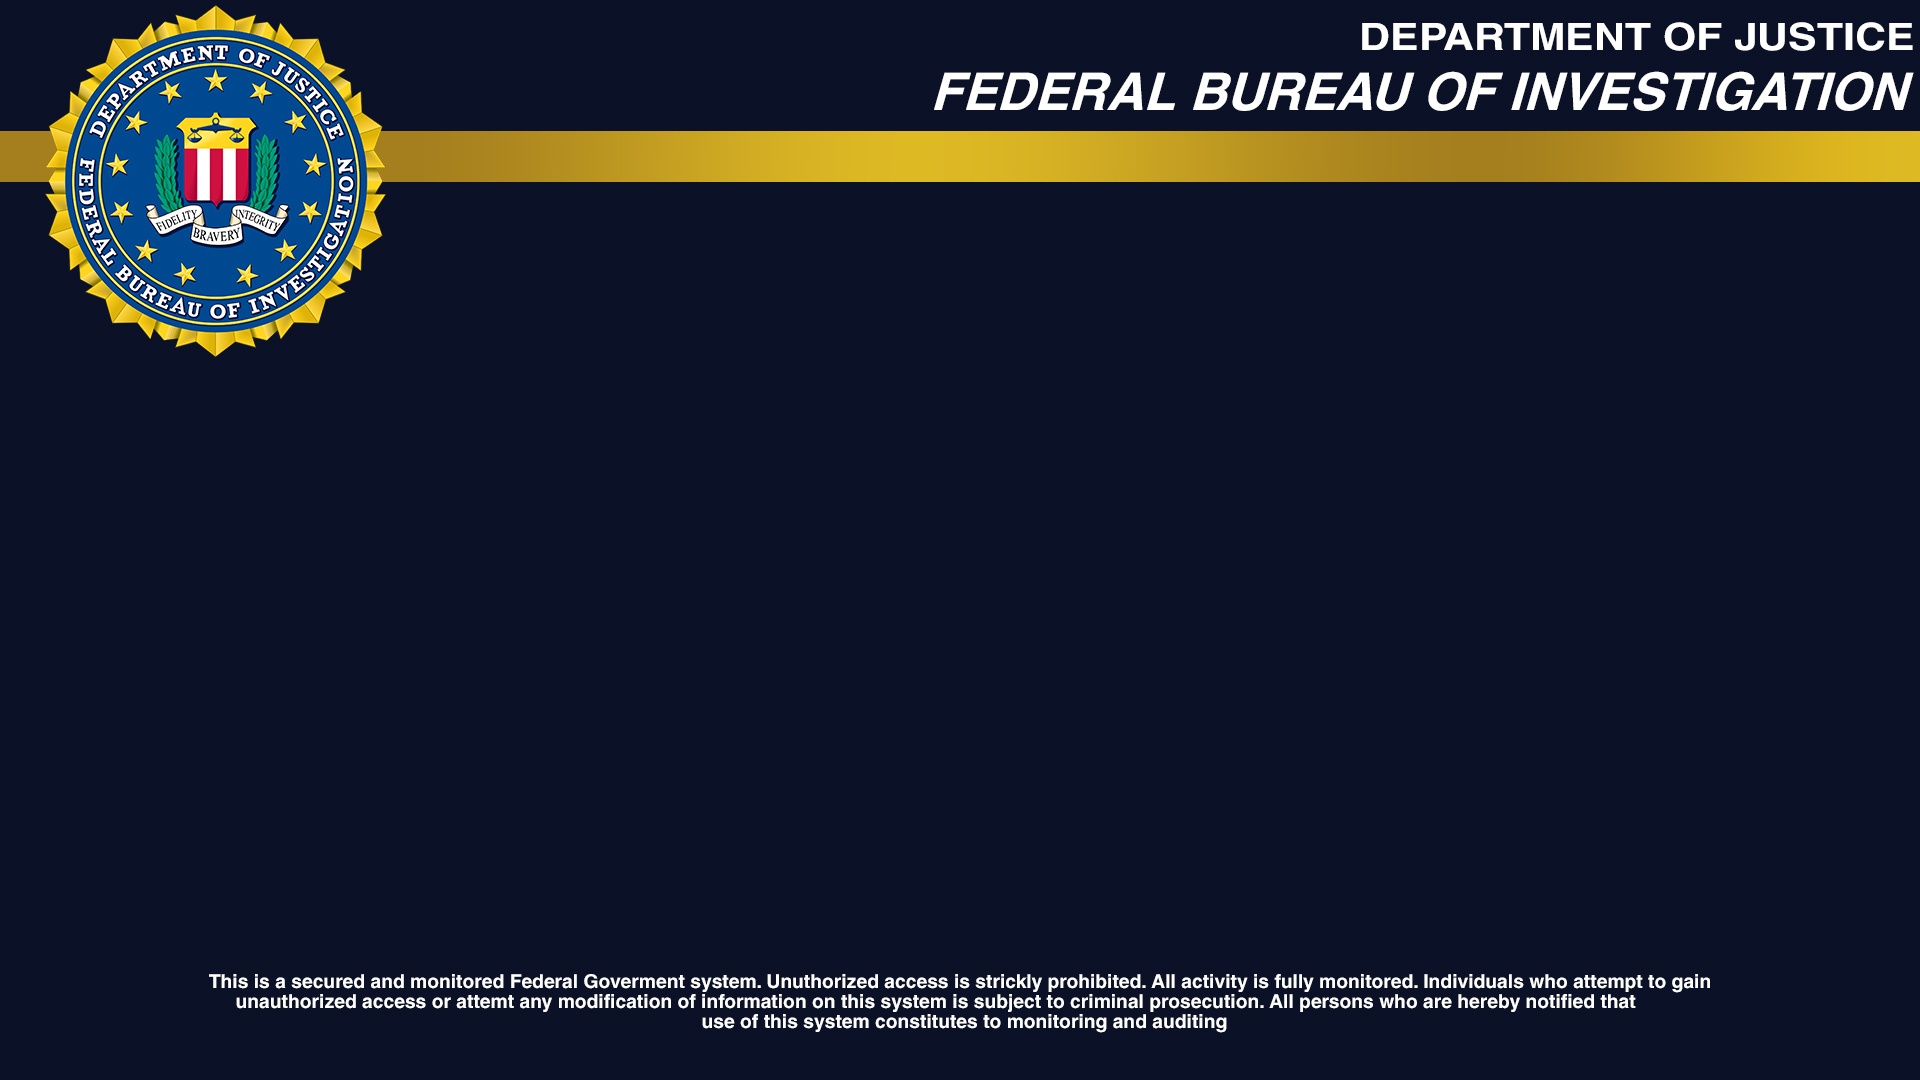 DEPARTMENT OF JUSTICE
FEDERAL BUREAU OF INVESTIGATION
DEPARTMENT OF JUSTICE
FEDERAL BUREAU OF INVESTIGATION
FIDELITY
BRAVERY
INTEGRITY
This is a secured and monitored Federal Goverment system. Unuthorized access is strickly prohibited. All activity is fully monitored. Individuals who attempt to gain
unauthorized access or attemt any modification of information on this system is subject to criminal prosecution. All persons who are hereby notified that
use of this system constitutes to monitoring and auditing